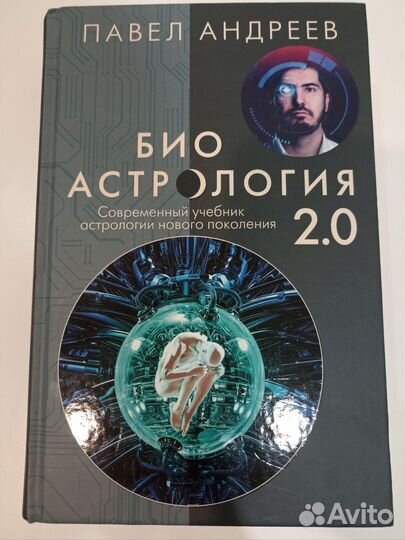 ПАВЕЛ АНДРЕЕВ
БИО
АСТРОЛОГИЯ
Современный учебник
астрологии нового поколения
2.0
Avito